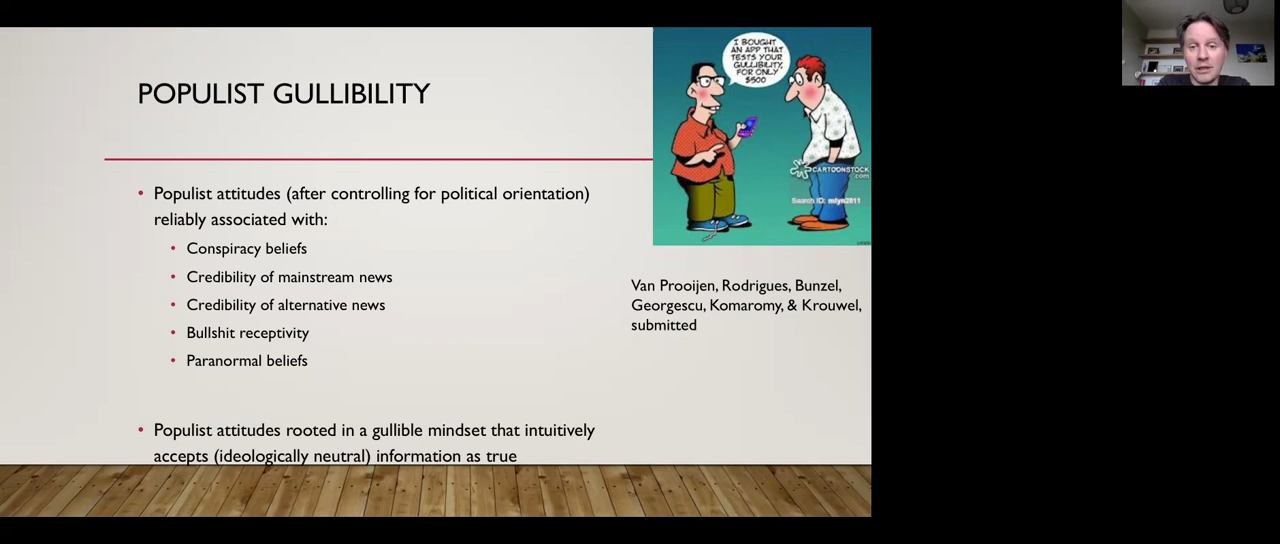 POPULIST GULLIBILITY
I BOUGHT
AN APP THAT
TESTS YOUR
GULLIBILITY,
FOR ONLY
$500
CARTOONSTOCK
.com
Search ID: mlyn2811
• Populist attitudes (after controlling for political orientation)
reliably associated with:
• Conspiracy beliefs
• Credibility of mainstream news
• Credibility of alternative news
• Bullshit receptivity
• Paranormal beliefs
Van Prooijen, Rodrigues, Bunzel,
Georgescu, Komaromy, & Krouwel,
submitted
• Populist attitudes rooted in a gullible mindset that intuitively
accepts (ideologically neutral) information as true